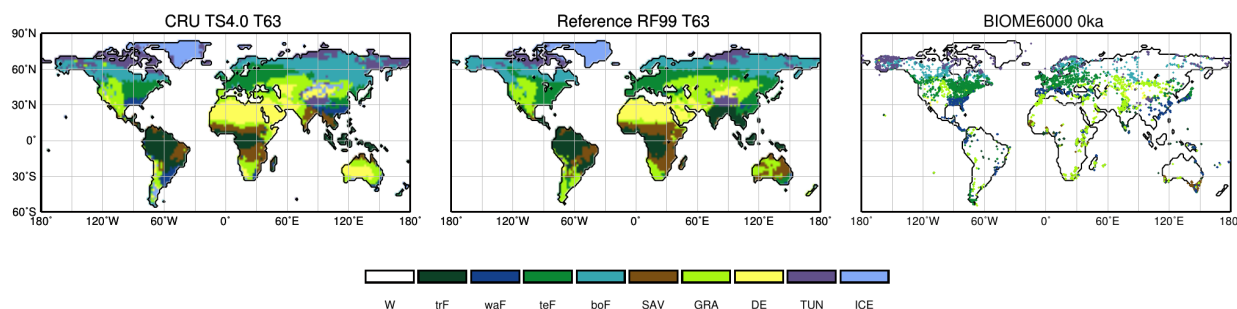 CRU TS4.0 T63
Reference RF99 T63
BIOME6000 0ka
90˚N
60˚N
30˚N
0˚
30˚S
60˚S
180˚ 120˚W 60˚W 0˚ 60˚E 120˚E 180˚
180˚ 120˚W 60˚W 0˚ 60˚E 120˚E 180˚
180˚ 120˚W 60˚W 0˚ 60˚E 120˚E 180
W trF waF teF boF SAV GRA DE TUN ICE